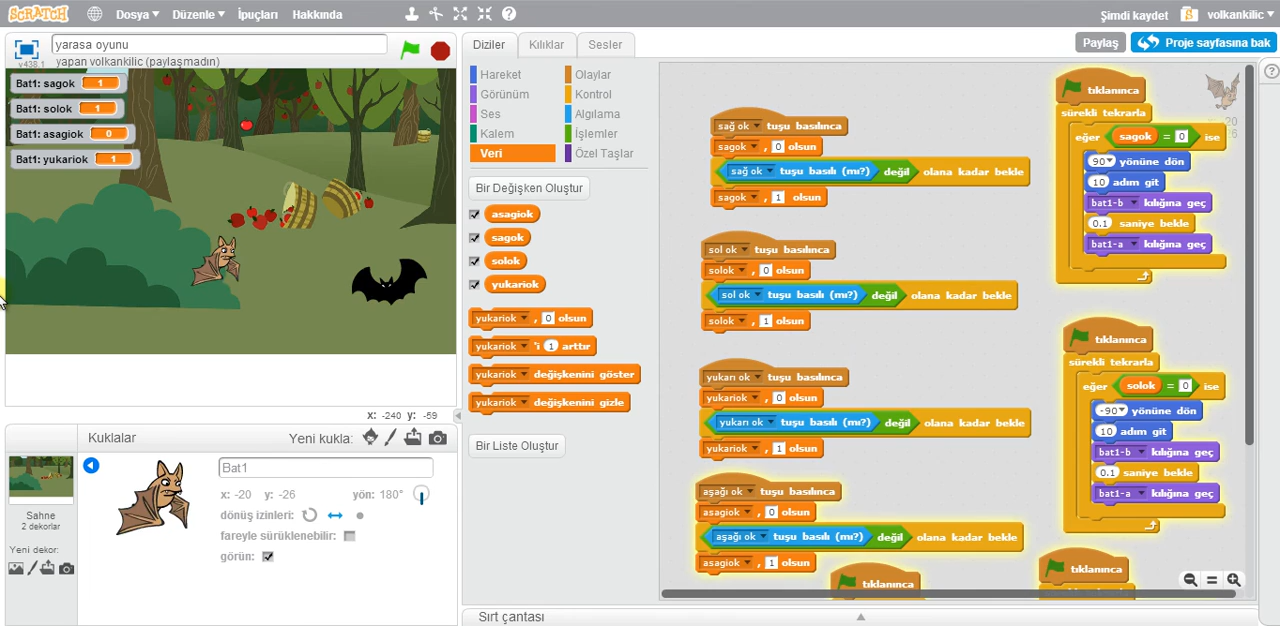 SCRATCH
Dosya
Düzenle
İpuçları
Hakkında
Şimdi kaydet
volkankilic
v438.1
yarasa oyunu
yapan volkankilic (paylaşmadın)
Diziler
Kılıklar
Sesler
Paylaş
Proje sayfasına bak
Bat1: sagok 1
Bat1: solok 1
Bat1: asagiok 0
Bat1: yukariok 1
x: -240 y: -59
Hareket
Görünüm
Ses
Kalem
Veri
Olaylar
Kontrol
Algılama
İşlemler
Özel Taşlar
Bir Değişken Oluştur
asagiok
sagok
solok
yukariok
yukariok , 0 olsun
yukariok 'i 1 arttır
yukariok değişkenini göster
yukariok değişkenini gizle
Bir Liste Oluştur
sağ ok tuşu basılınca
sagok , 0 olsun
sağ ok tuşu basılı (mı?) değil olana kadar bekle
sagok , 1 olsun
sol ok tuşu basılınca
solok , 0 olsun
sol ok tuşu basılı (mı?) değil olana kadar bekle
solok , 1 olsun
yukarı ok tuşu basılınca
yukariok , 0 olsun
yukarı ok tuşu basılı (mı?) değil olana kadar bekle
yukariok , 1 olsun
aşağı ok tuşu basılınca
asagiok , 0 olsun
aşağı ok tuşu basılı (mı?) değil olana kadar bekle
asagiok , 1 olsun
tıklanınca
tıklanınca
sürekli tekrarla
eğer sagok = 0 ise
90 yönüne dön
10 adım git
bat1-b kılığına geç
0.1 saniye bekle
bat1-a kılığına geç
tıklanınca
sürekli tekrarla
eğer solok = 0 ise
-90 yönüne dön
10 adım git
bat1-b kılığına geç
0.1 saniye bekle
bat1-a kılığına geç
tıklanınca
Kuklalar
Yeni kukla:
Sahne
2 dekorlar
Yeni dekor:
Bat1
x: -20 y: -26 yön: 180°
dönüş izinleri:
fareyle sürüklenebilir:
görün:
Sırt çantası